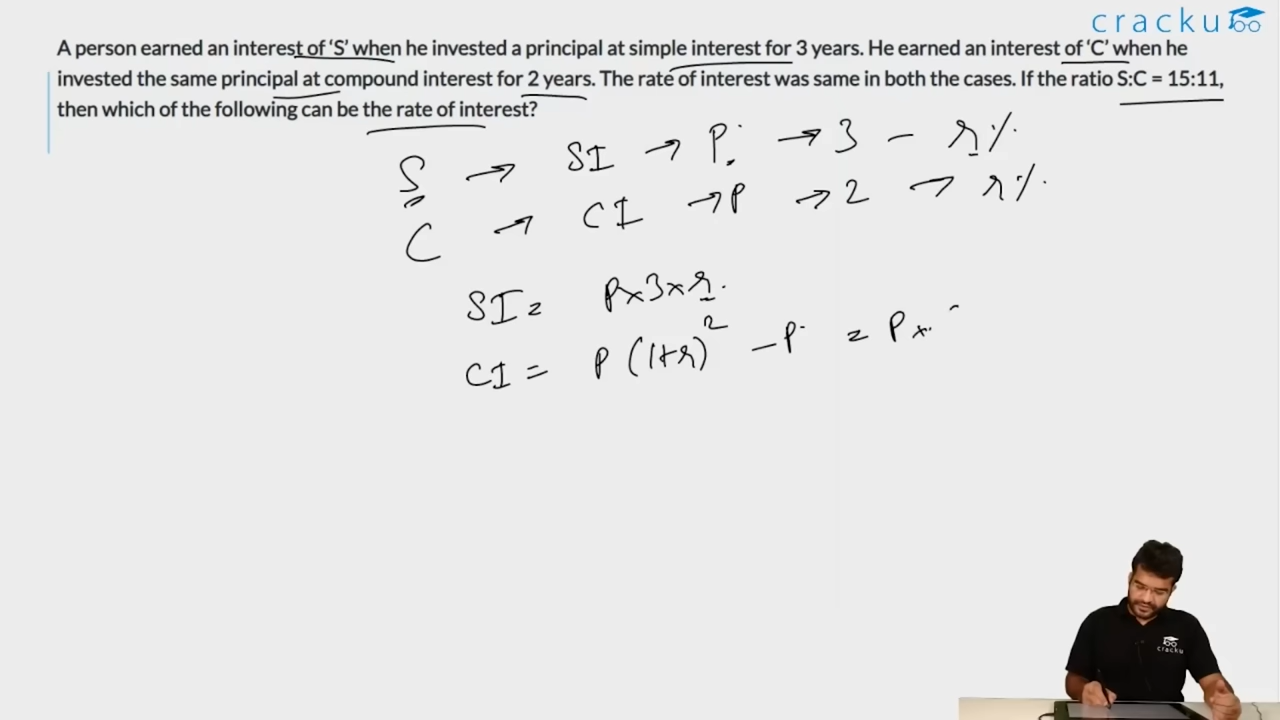 cracku
A person earned an interest of ‘S’ when he invested a principal at simple interest for 3 years. He earned an interest of ‘C’ when he
invested the same principal at compound interest for 2 years. The rate of interest was same in both the cases. If the ratio S:C = 15:11,
then which of the following can be the rate of interest?
S → SI → P → 3 – r%
C → CI → P → 2 → r%
SI = P×3×r
CI = P (1+r)² – P = P×
cracku